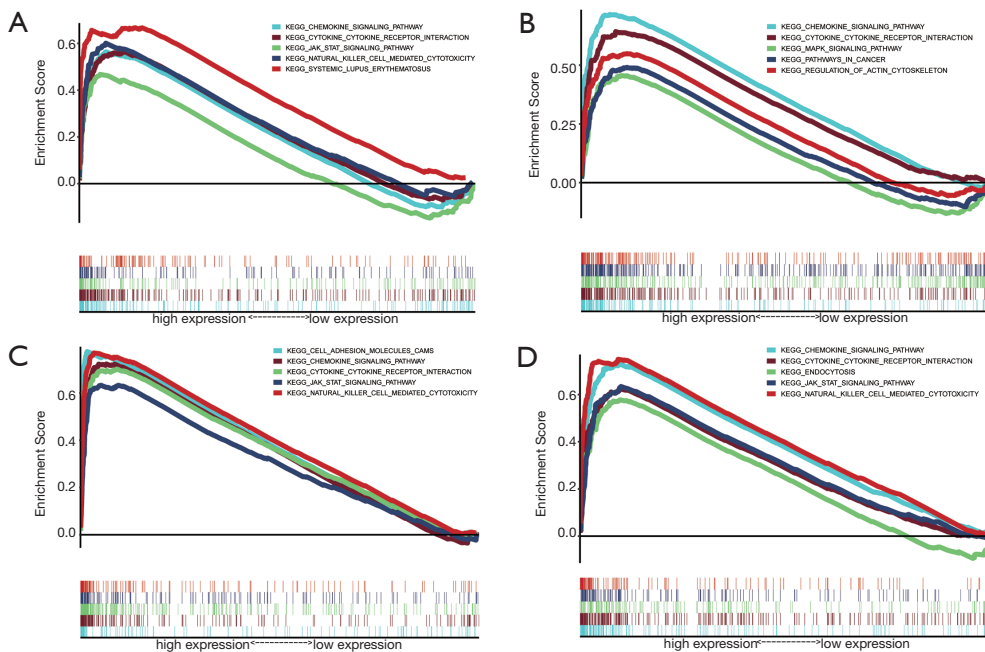 A
KEGG_CHEMOKINE_SIGNALING_PATHWAY
KEGG_CYTOKINE_CYTOKINE_RECEPTOR_INTERACTION
KEGG_JAK_STAT_SIGNALING_PATHWAY
KEGG_NATURAL_KILLER_CELL_MEDIATED_CYTOTOXICITY
KEGG_SYSTEMIC_LUPUS_ERYTHEMATOSUS
Enrichment Score
0.6
0.4
0.2
0.0
high expression<------------>low expression
B
KEGG_CHEMOKINE_SIGNALING_PATHWAY
KEGG_CYTOKINE_CYTOKINE_RECEPTOR_INTERACTION
KEGG_MAPK_SIGNALING_PATHWAY
KEGG_PATHWAYS_IN_CANCER
KEGG_REGULATION_OF_ACTIN_CYTOSKELETON
Enrichment Score
0.50
0.25
0.00
high expression<------------>low expression
C
KEGG_CELL_ADHESION_MOLECULES_CAMS
KEGG_CHEMOKINE_SIGNALING_PATHWAY
KEGG_CYTOKINE_CYTOKINE_RECEPTOR_INTERACTION
KEGG_JAK_STAT_SIGNALING_PATHWAY
KEGG_NATURAL_KILLER_CELL_MEDIATED_CYTOTOXICITY
Enrichment Score
0.6
0.4
0.2
0.0
high expression<------------>low expression
D
KEGG_CHEMOKINE_SIGNALING_PATHWAY
KEGG_CYTOKINE_CYTOKINE_RECEPTOR_INTERACTION
KEGG_ENDOCYTOSIS
KEGG_JAK_STAT_SIGNALING_PATHWAY
KEGG_NATURAL_KILLER_CELL_MEDIATED_CYTOTOXICITY
Enrichment Score
0.6
0.4
0.2
0.0
high expression<------------>low expression